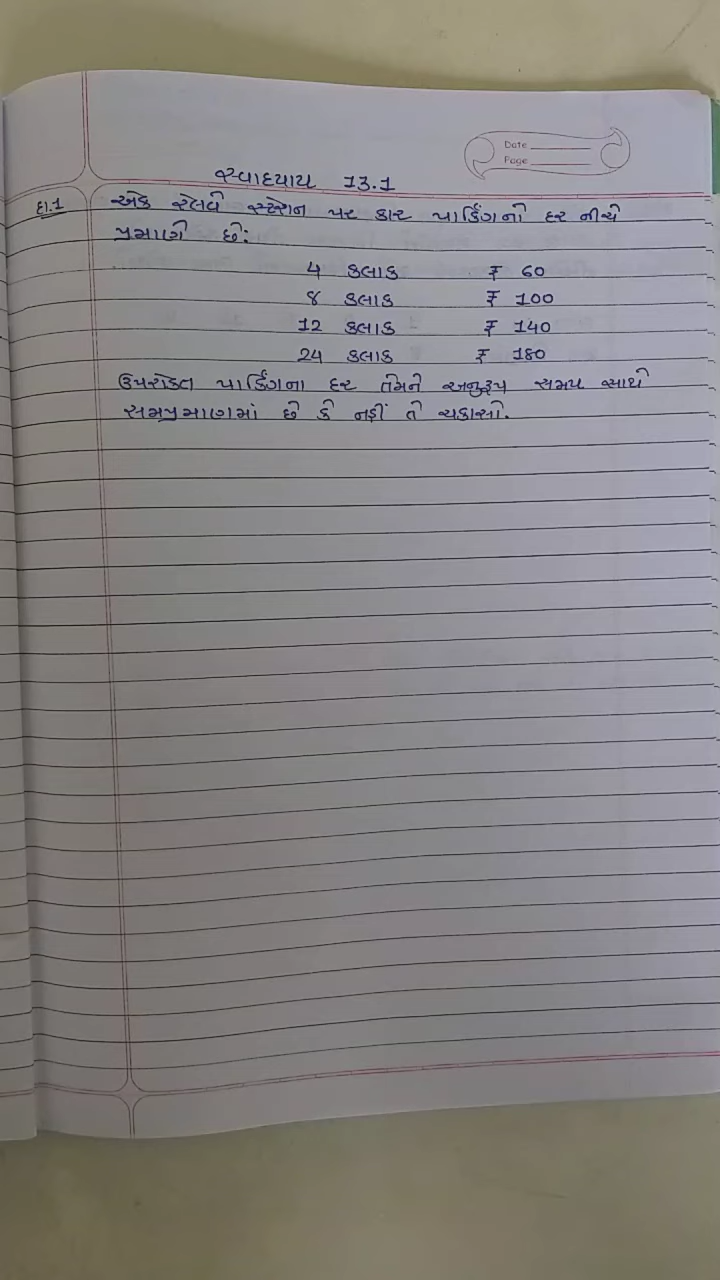 Date
Page
સ્વાધ્યાય 13.1
દા.1 એક રેલવે સ્ટેશન પર કાર પાર્કિંગનો દર નીચે
પ્રમાણે છે:
4 કલાક ₹ 60
8 કલાક ₹ 100
12 કલાક ₹ 140
24 કલાક ₹ 180
ઉપરોક્ત પાર્કિંગના દર તેમને અનુરૂપ સમય સાથે
સમપ્રમાણમાં છે કે નહીં તે ચકાસો.